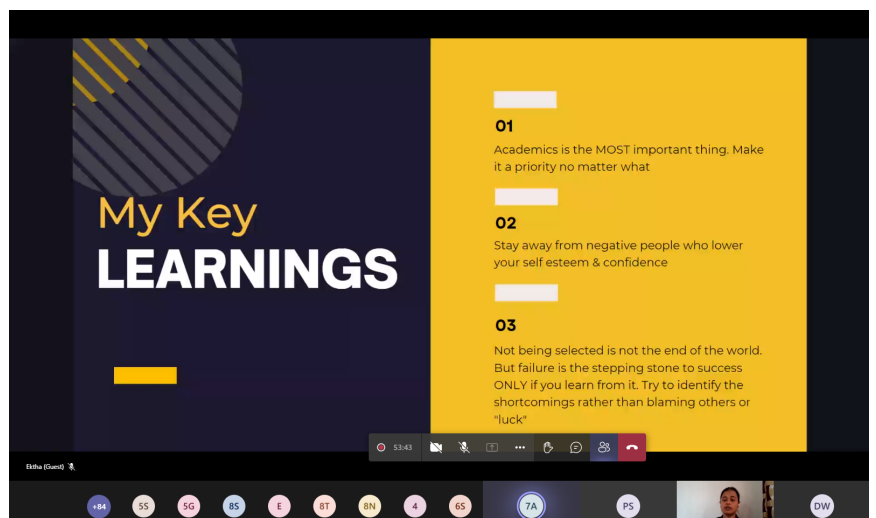 My Key
LEARNINGS
01
Academics is the MOST important thing. Make
it a priority no matter what
02
Stay away from negative people who lower
your self esteem & confidence
03
Not being selected is not the end of the world.
But failure is the stepping stone to success
ONLY if you learn from it. Try to identify the
shortcomings rather than blaming others or
"luck"
53:43
Ektha (Guest)
+84
5S
5G
8S
E
8T
8N
4
6S
7A
PS
DW